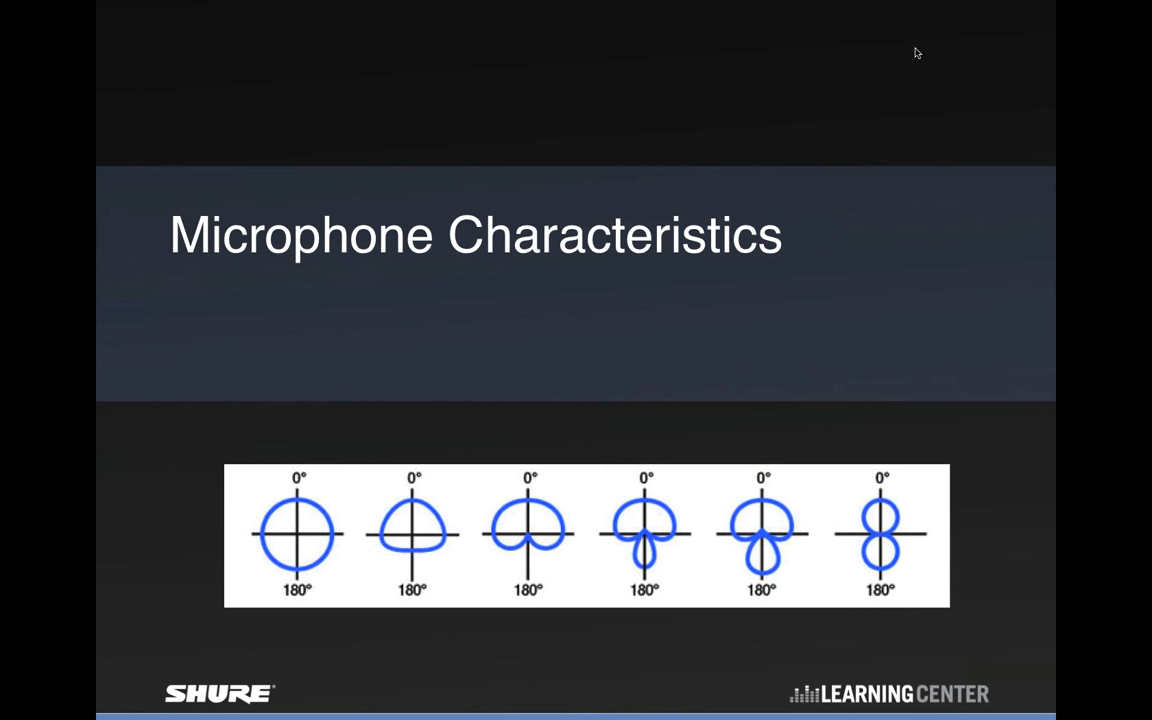 Microphone Characteristics
0° 0° 0° 0° 0° 0°
180° 180° 180° 180° 180° 180°
SHURE® LEARNING CENTER